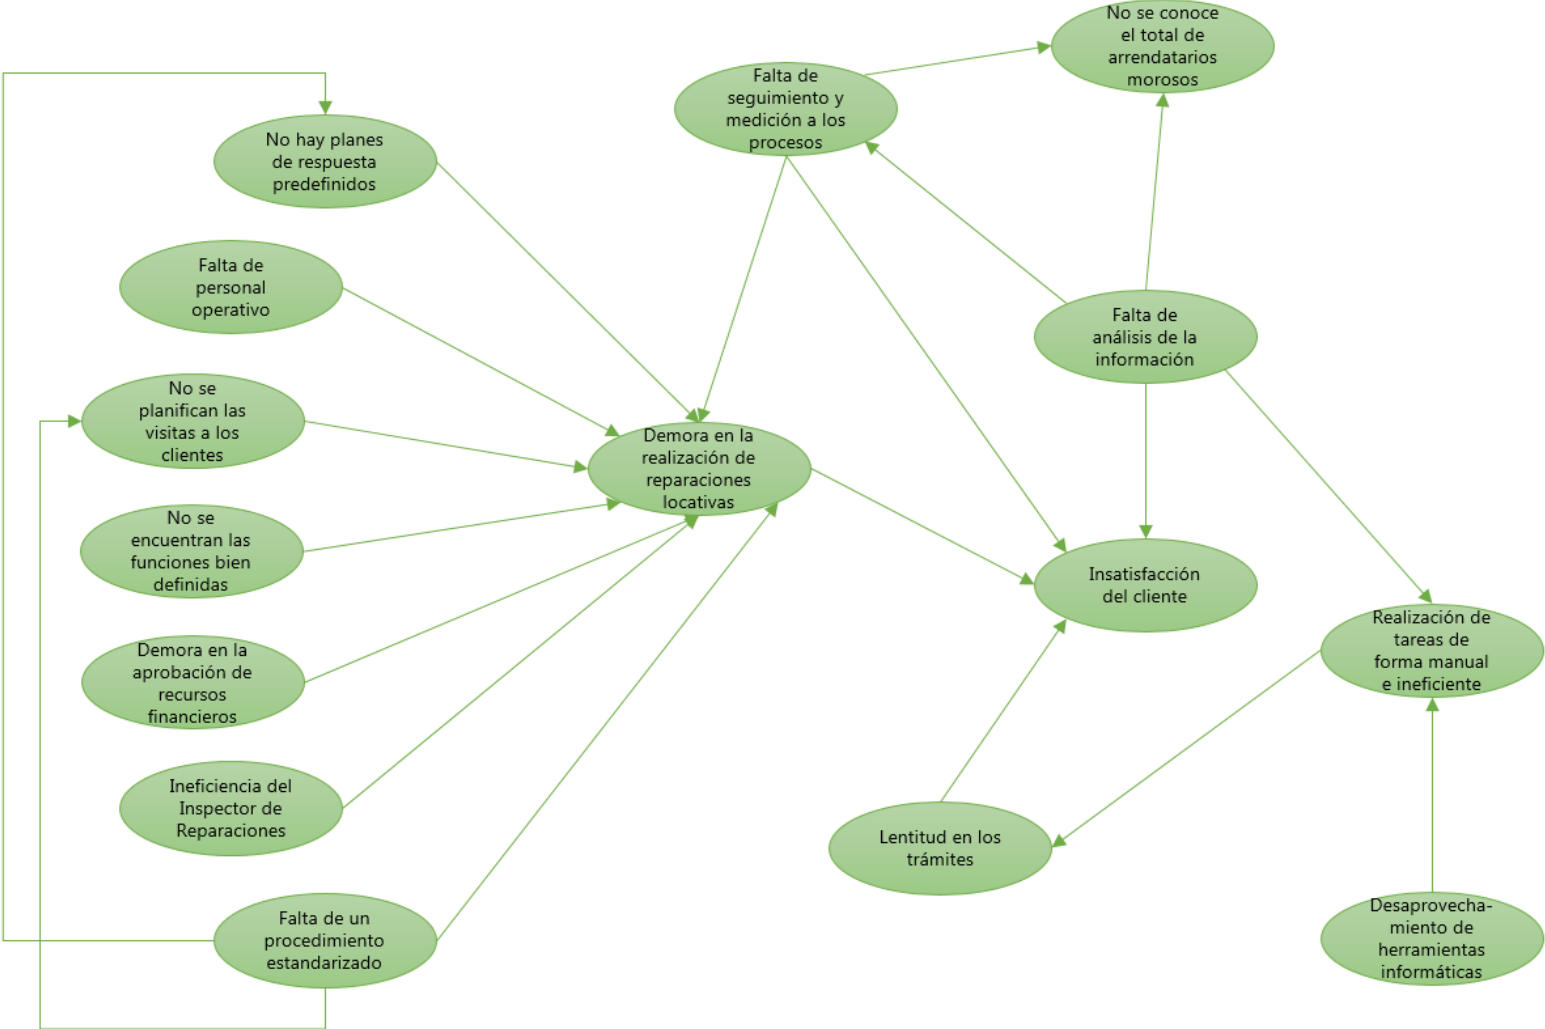 No se conoce
el total de
arrendatarios
morosos
Falta de
seguimiento y
medición a los
procesos
No hay planes
de respuesta
predefinidos
Falta de
personal
operativo
Falta de
análisis de la
información
No se
planifican las
visitas a los
clientes
Demora en la
realización de
reparaciones
locativas
No se
encuentran las
funciones bien
definidas
Insatisfacción
del cliente
Realización de
tareas de
forma manual
e ineficiente
Demora en la
aprobación de
recursos
financieros
Ineficiencia del
Inspector de
Reparaciones
Lentitud en los
trámites
Falta de un
procedimiento
estandarizado
Desaprovecha-
miento de
herramientas
informáticas